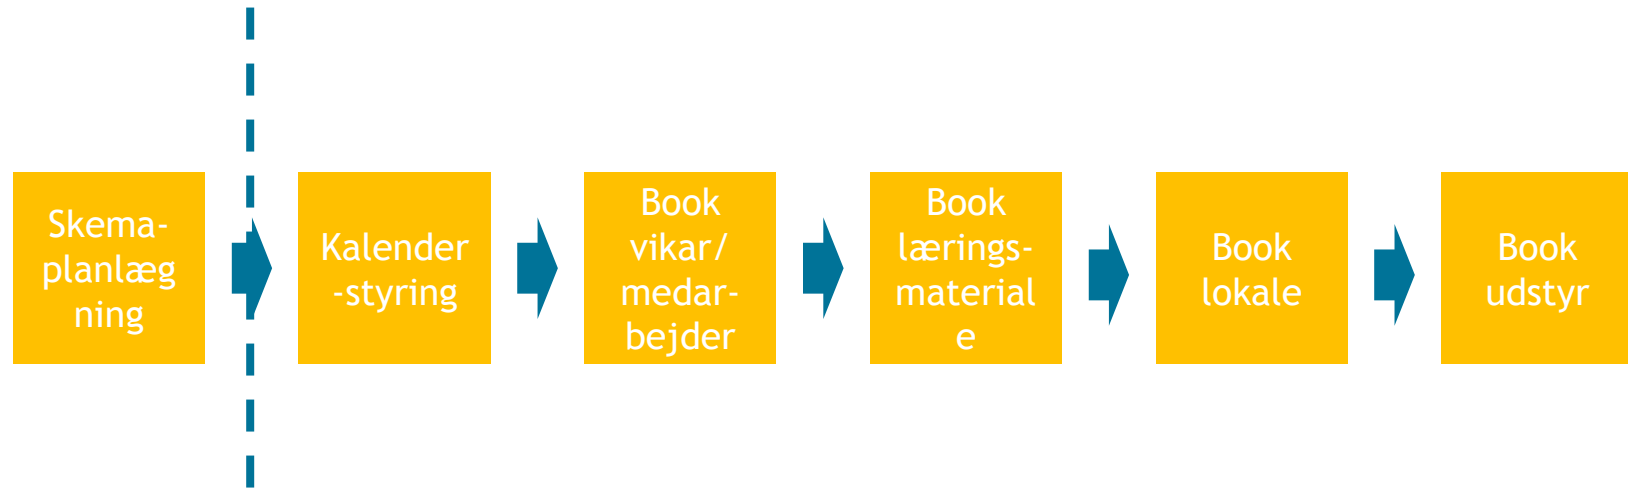 Skema-
planlæg
ning
Kalender
-styring
Book
vikar/
medar-
bejder
Book
lærings-
material
e
Book
lokale
Book
udstyr